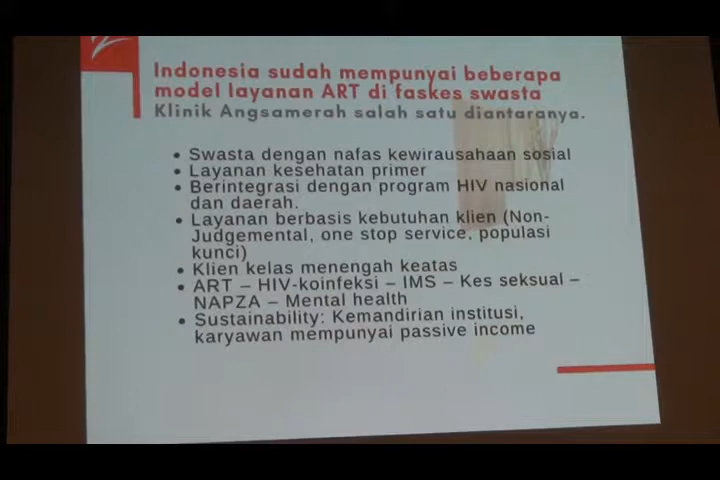 Indonesia sudah mempunyai beberapa
model layanan ART di faskes swasta
Klinik Angsamerah salah satu diantaranya.
• Swasta dengan nafas kewirausahaan sosial
• Layanan kesehatan primer
• Berintegrasi dengan program HIV nasional
dan daerah.
• Layanan berbasis kebutuhan klien (Non-
Judgemental, one stop service, populasi
kunci)
• Klien kelas menengah keatas
• ART – HIV-koinfeksi – IMS – Kes seksual –
NAPZA – Mental health
• Sustainability: Kemandirian institusi,
karyawan mempunyai passive income